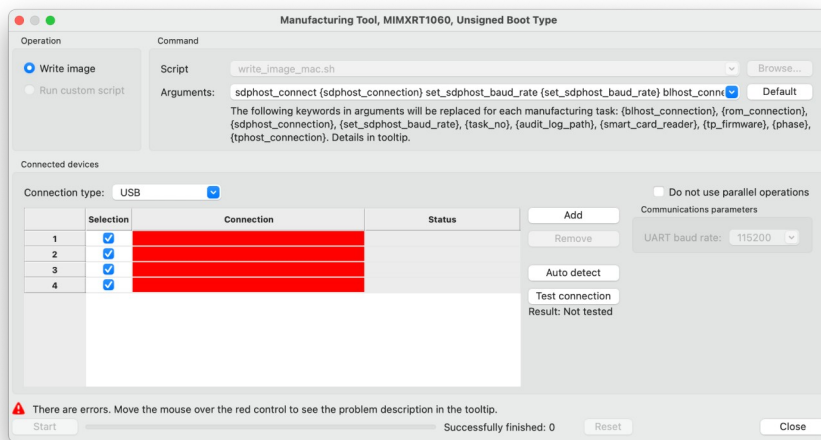 Manufacturing Tool, MIMXRT1060, Unsigned Boot Type
Operation
Command
Write image
Run custom script
Script
write_image_mac.sh
Browse...
Arguments:
sdphost_connect {sdphost_connection} set_sdphost_baud_rate {set_sdphost_baud_rate} blhost_conne
Default
The following keywords in arguments will be replaced for each manufacturing task: {blhost_connection}, {rom_connection},
{sdphost_connection}, {set_sdphost_baud_rate}, {task_no}, {audit_log_path}, {smart_card_reader}, {tp_firmware}, {phase},
{tphost_connection}. Details in tooltip.
Connected devices
Connection type:
USB
Do not use parallel operations
Selection
Connection
Status
1
2
3
4
Add
Remove
Auto detect
Test connection
Result: Not tested
Communications parameters
UART baud rate:
115200
There are errors. Move the mouse over the red control to see the problem description in the tooltip.
Start
Successfully finished: 0
Reset
Close